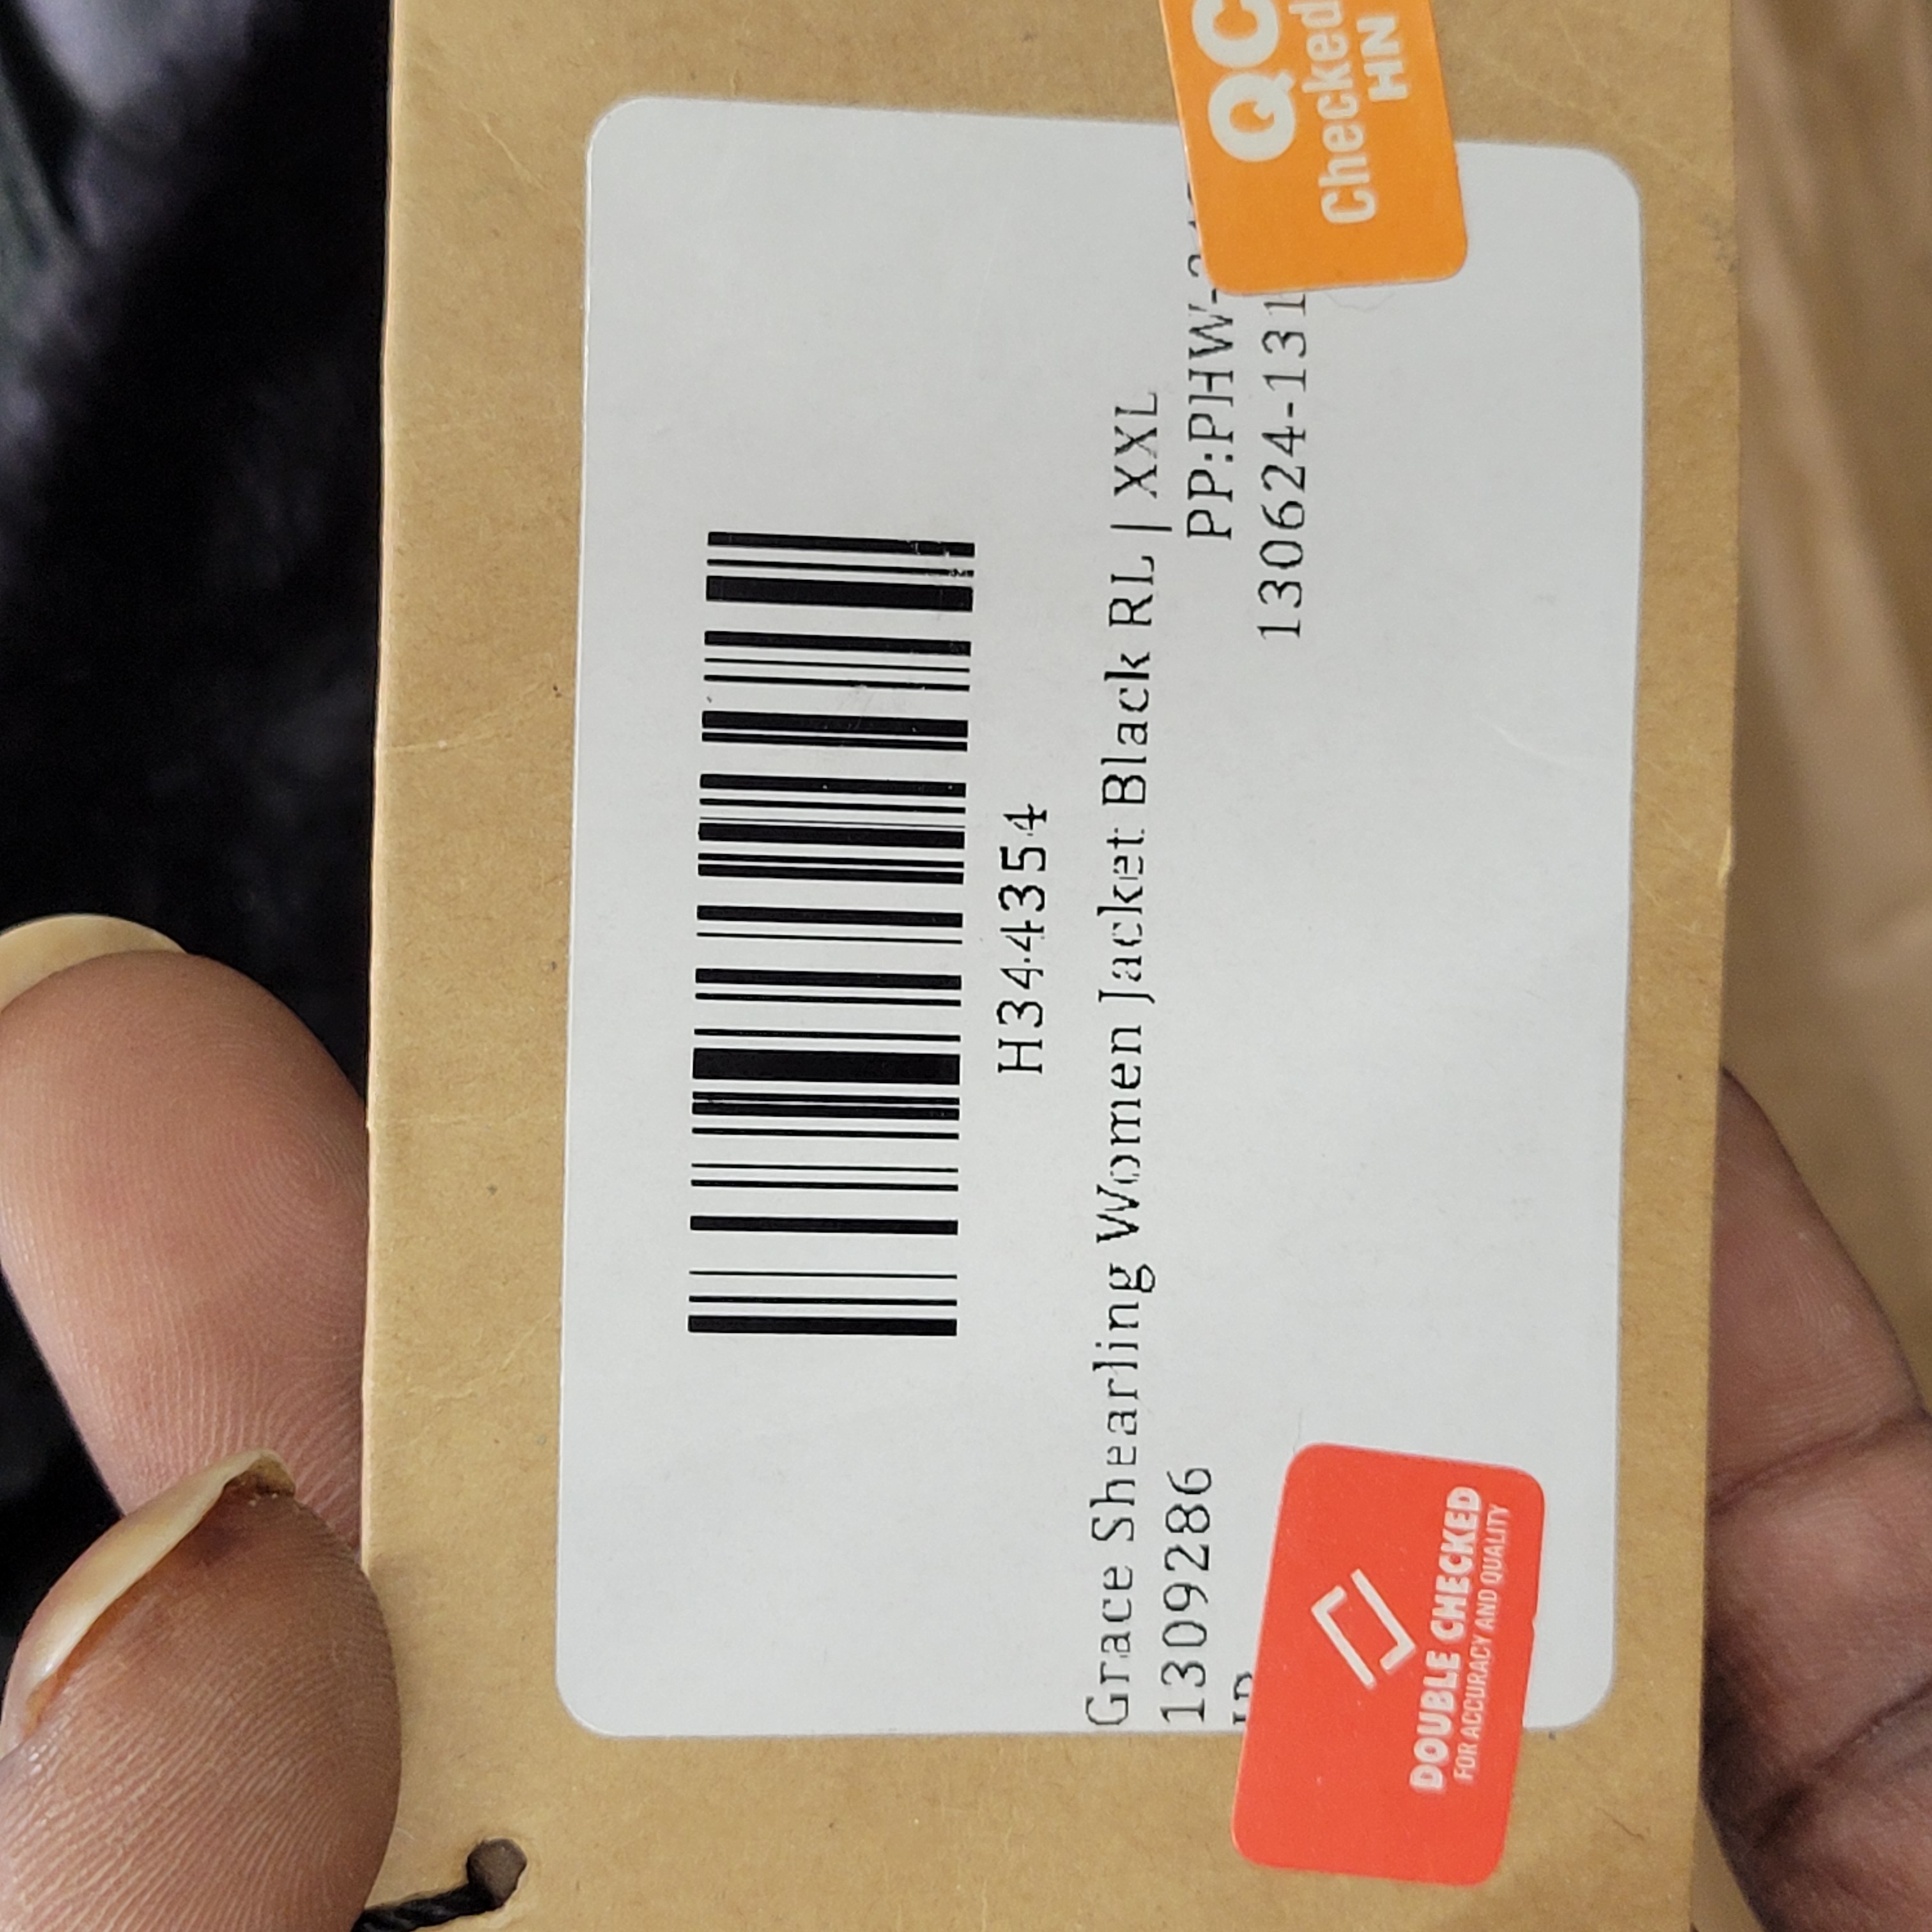 H344354
Grace Shearling Women Jacket Black RL | XXL
1309286
PP:PHW-
130624-131
QC
Checked
HN
DOUBLE CHECKED
FOR ACCURACY AND QUALITY